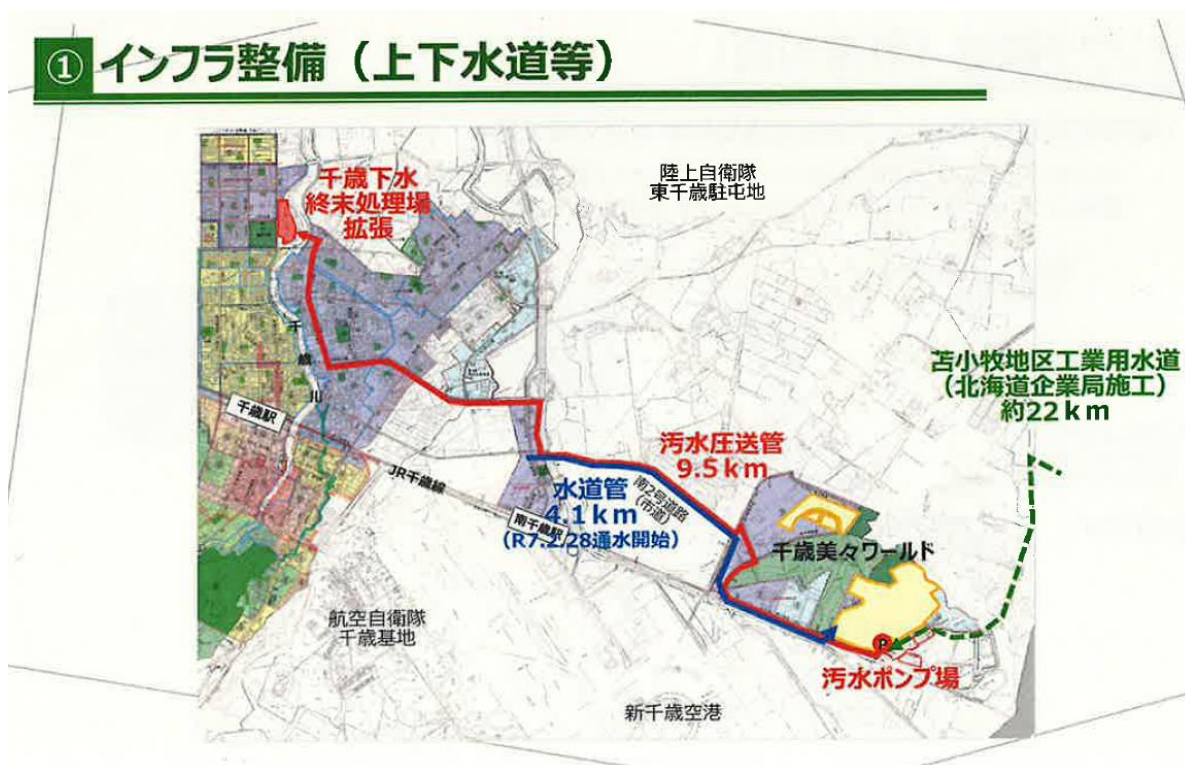 ① インフラ整備（上下水道等）
千歳下水
終末処理場
拡張
陸上自衛隊
東千歳駐屯地
千歳川
千歳駅
JR千歳線
南千歳駅
苫小牧地区工業用水道
（北海道企業局施工）
約22km
汚水圧送管
9.5km
水道管
4.1km
（R7.2.28通水開始）
南2号道路
（市道）
千歳美々ワールド
航空自衛隊
千歳基地
P
汚水ポンプ場
新千歳空港